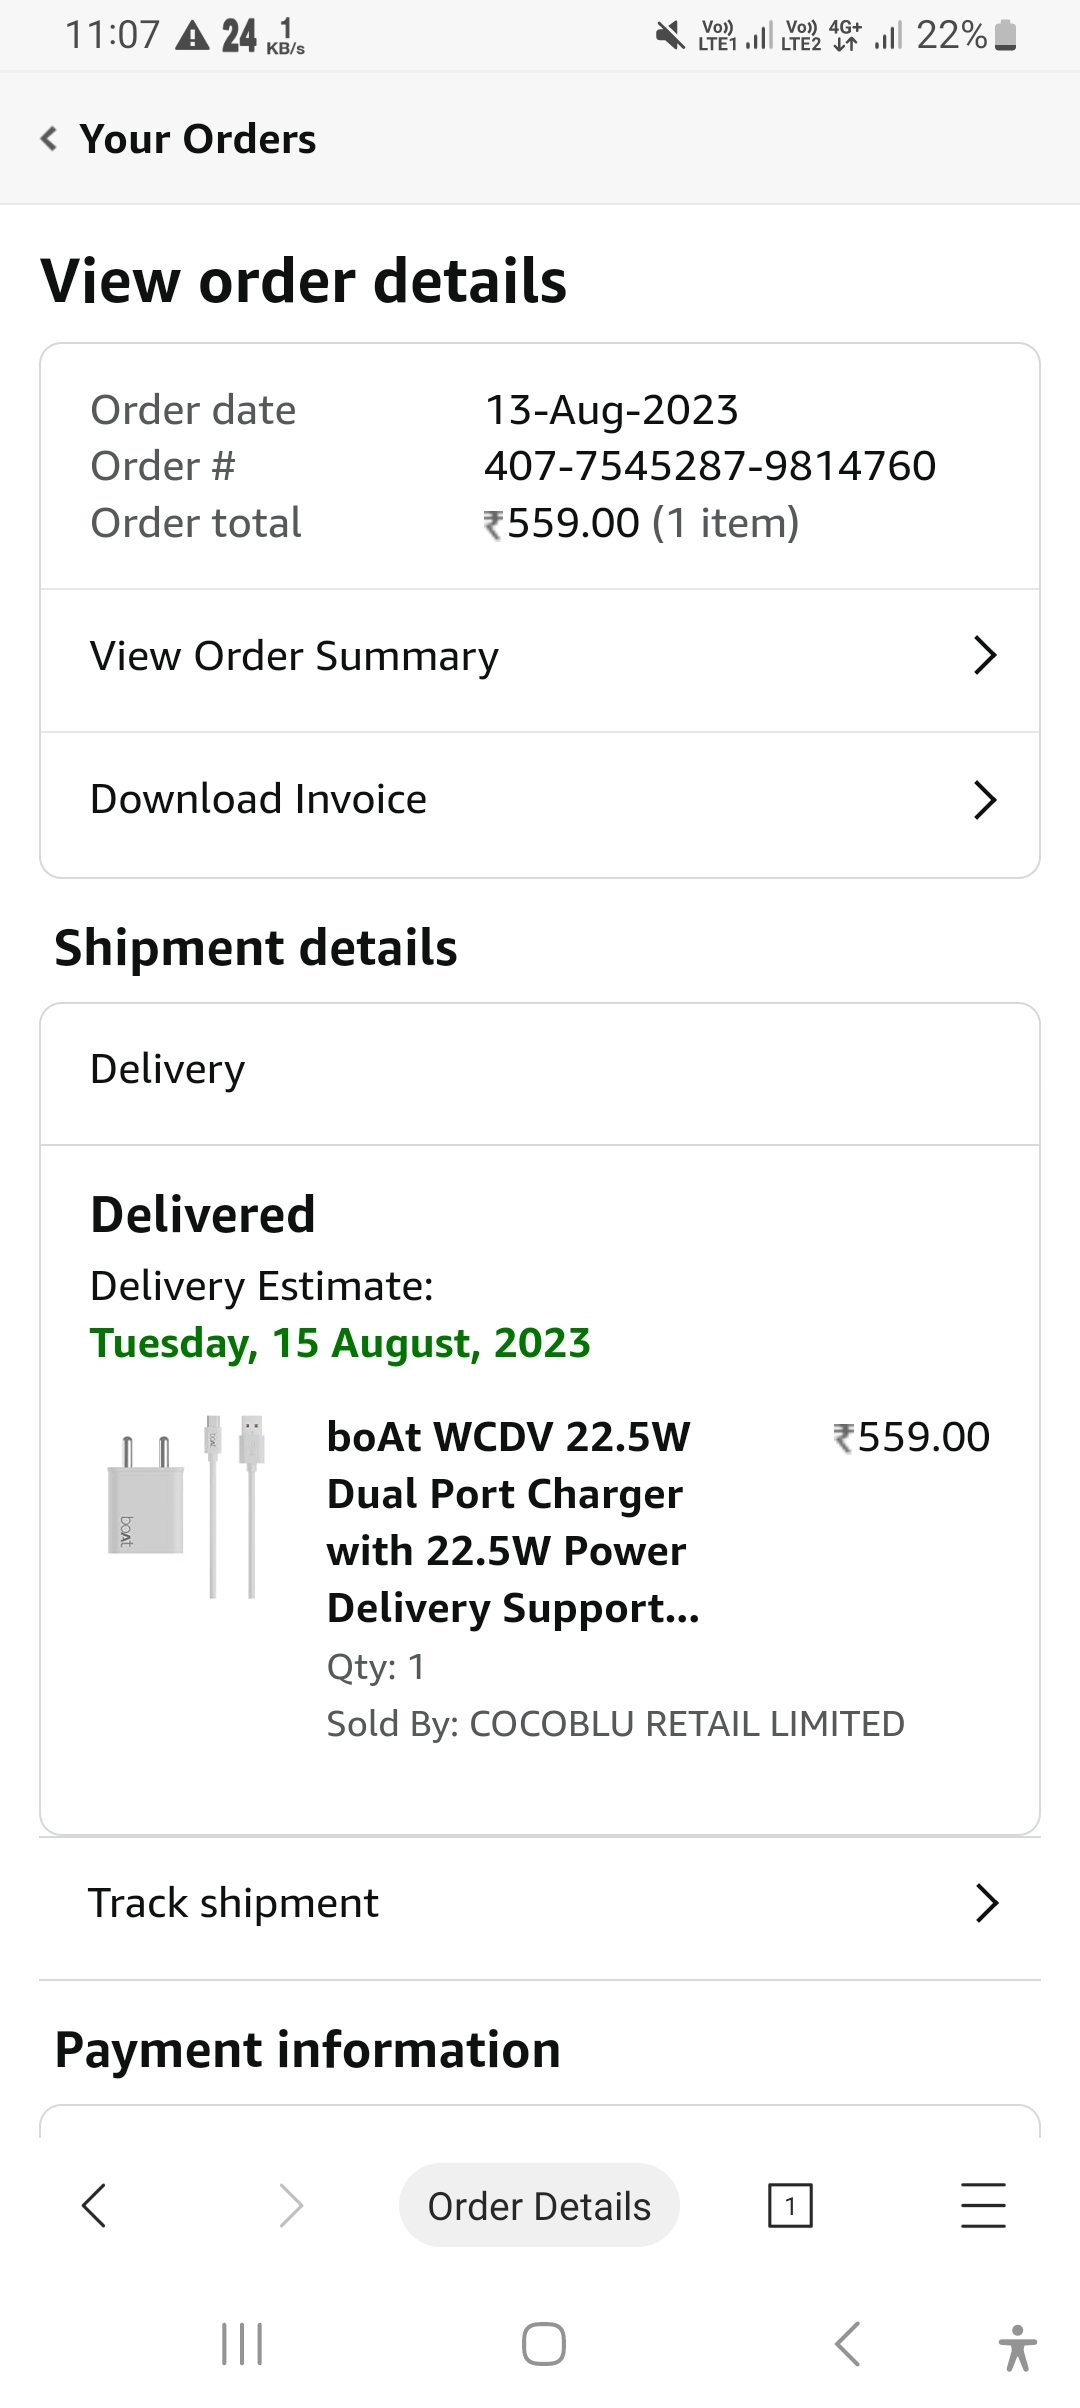 11:07 24 1 KB/s Vo)) LTE1 Vo)) LTE2 4G+ 22%
Your Orders
View order details
Order date 13-Aug-2023
Order # 407-7545287-9814760
Order total ₹559.00 (1 item)
View Order Summary
Download Invoice
Shipment details
Delivery
Delivered
Delivery Estimate:
Tuesday, 15 August, 2023
boAt
boAt WCDV 22.5W ₹559.00
Dual Port Charger
with 22.5W Power
Delivery Support...
Qty: 1
Sold By: COCOBLU RETAIL LIMITED
Track shipment
Payment information
Order Details 1